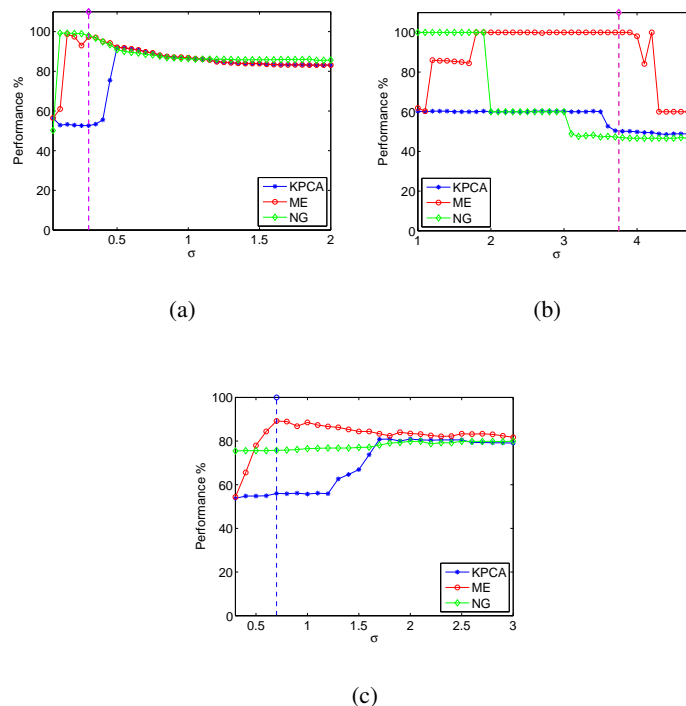 100
80
60
40
20
0
Performance %
0.5 1 1.5 2
σ
KPCA
ME
NG
(a)
100
80
60
40
20
0
Performance %
1 2 3 4
σ
KPCA
ME
NG
(b)
100
80
60
40
20
0
Performance %
0.5 1 1.5 2 2.5 3
σ
KPCA
ME
NG
(c)